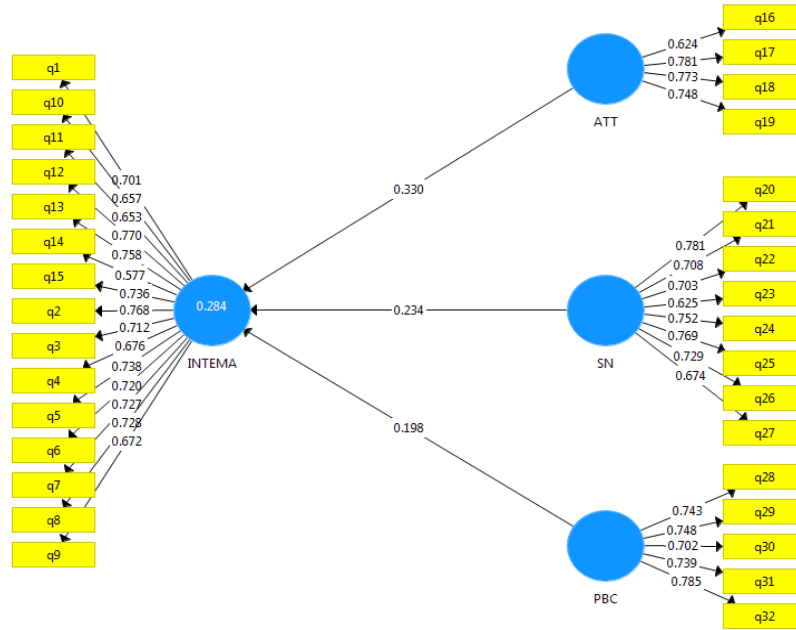 q1
q10
q11
q12
q13
q14
q15
q2
q3
q4
q5
q6
q7
q8
q9
0.701
0.657
0.653
0.770
0.758
0.577
0.736
0.768
0.712
0.676
0.738
0.720
0.727
0.728
0.672
0.284
INTEMA
0.330
0.234
0.198
ATT
0.624
0.781
0.773
0.748
q16
q17
q18
q19
SN
0.781
0.708
0.703
0.625
0.752
0.769
0.729
0.674
q20
q21
q22
q23
q24
q25
q26
q27
PBC
0.743
0.748
0.702
0.739
0.785
q28
q29
q30
q31
q32